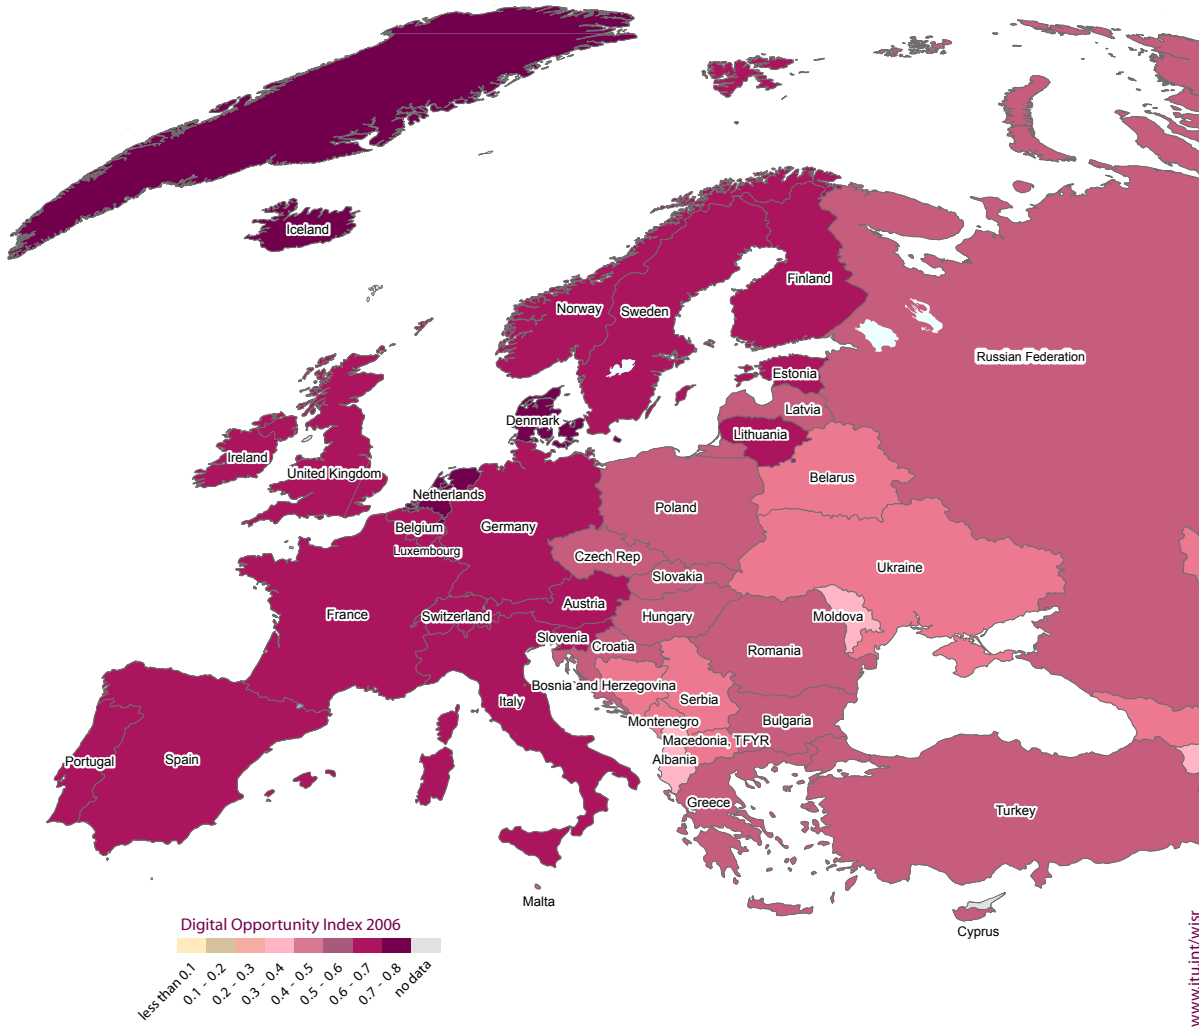 Iceland
Norway
Sweden
Finland
Russian Federation
Estonia
Latvia
Denmark
Lithuania
Ireland
United Kingdom
Belarus
Netherlands
Poland
Belgium
Germany
Luxembourg
Czech Rep
Ukraine
Slovakia
France
Switzerland
Austria
Hungary
Moldova
Slovenia
Croatia
Romania
Bosnia and Herzegovina
Italy
Serbia
Montenegro
Bulgaria
Macedonia, TFYR
Portugal
Spain
Albania
Greece
Turkey
Malta
Cyprus
Digital Opportunity Index 2006
less than 0.1
0.1 - 0.2
0.2 - 0.3
0.3 - 0.4
0.4 - 0.5
0.5 - 0.6
0.6 - 0.7
0.7 - 0.8
no data
www.itu.int/wisr